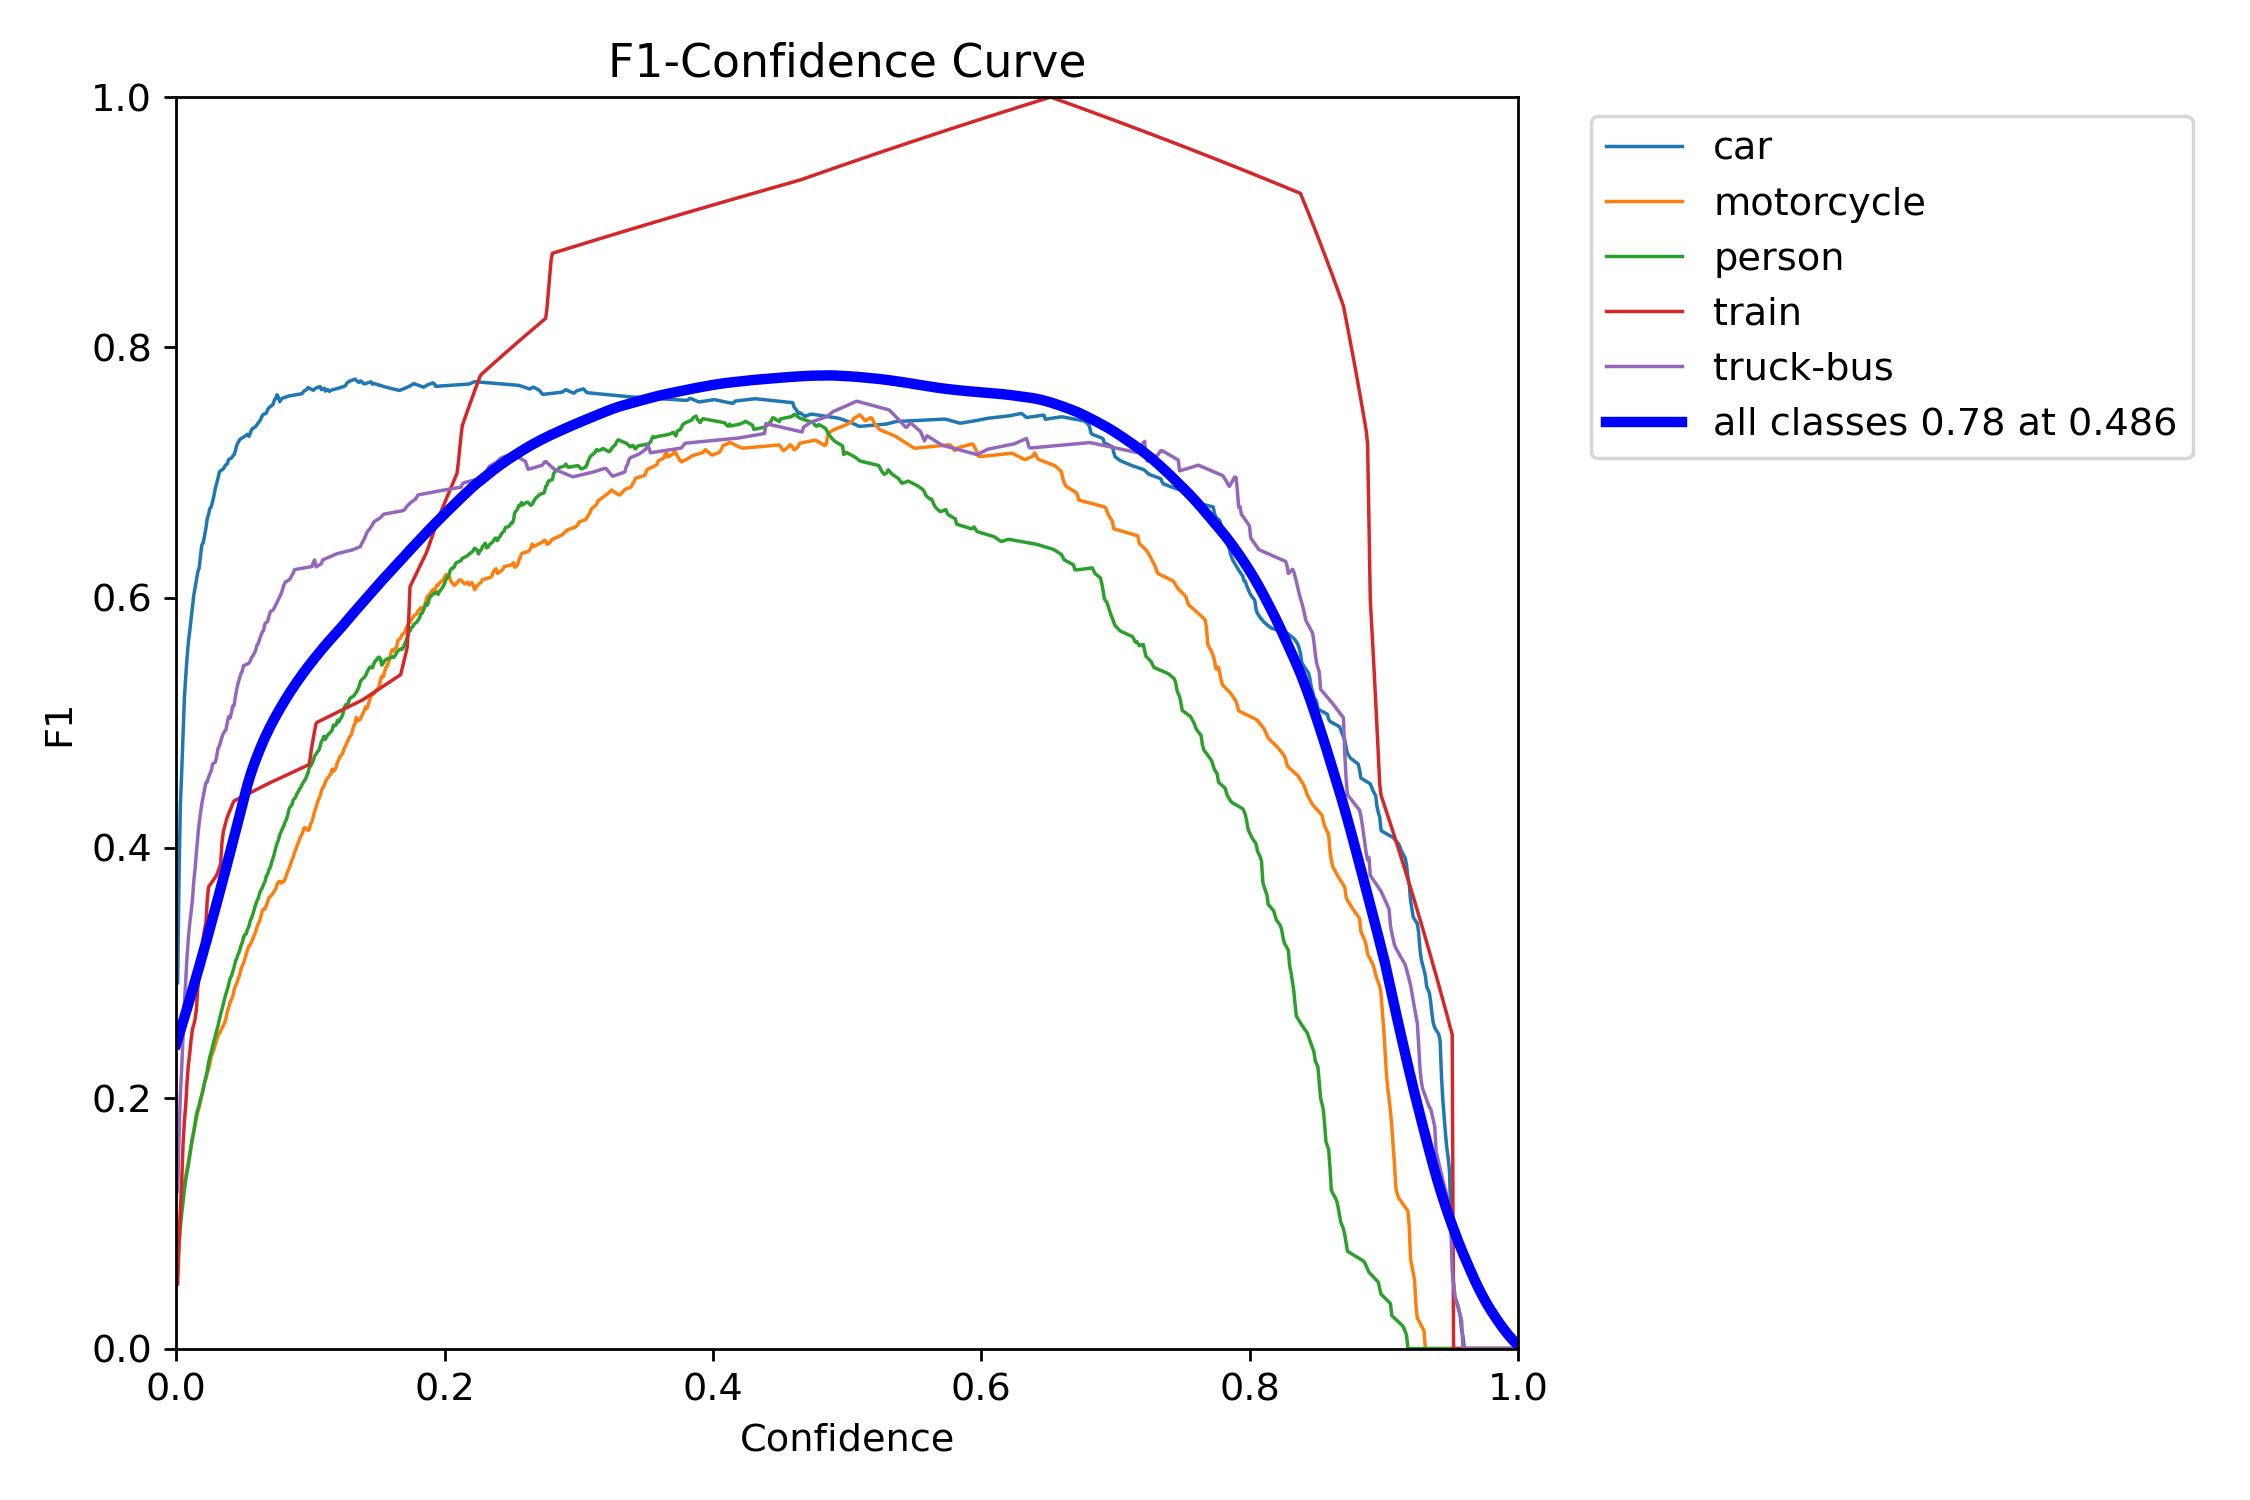 F1-Confidence Curve
1.0
0.8
0.6
0.4
0.2
0.0
F1
0.0 0.2 0.4 0.6 0.8 1.0
Confidence
car
motorcycle
person
train
truck-bus
all classes 0.78 at 0.486